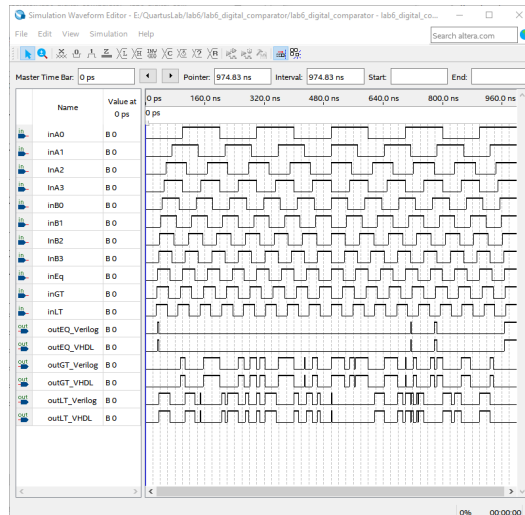 Simulation Waveform Editor - E:/QuartusLab/lab6/lab6_digital_comparator/lab6_digital_comparator - lab6_digital_co...
File Edit View Simulation Help
Search altera.com
Master Time Bar: 0 ps Pointer: 974.83 ns Interval: 974.83 ns Start: End:
Name Value at 0 ps
0 ps 160.0 ns 320.0 ns 480.0 ns 640.0 ns 800.0 ns 960.0 ns
0 ps
in inA0 B 0
in inA1 B 0
in InA2 B 0
in InA3 B 0
in inB0 B 0
in inB1 B 0
in InB2 B 0
in InB3 B 0
in inEq B 0
in inGT B 0
in inLT B 0
out outEQ_Verilog B 0
out outEQ_VHDL B 0
out outGT_Verilog B 0
out outGT_VHDL B 0
out outLT_Verilog B 0
out outLT_VHDL B 0
0% 00:00:00